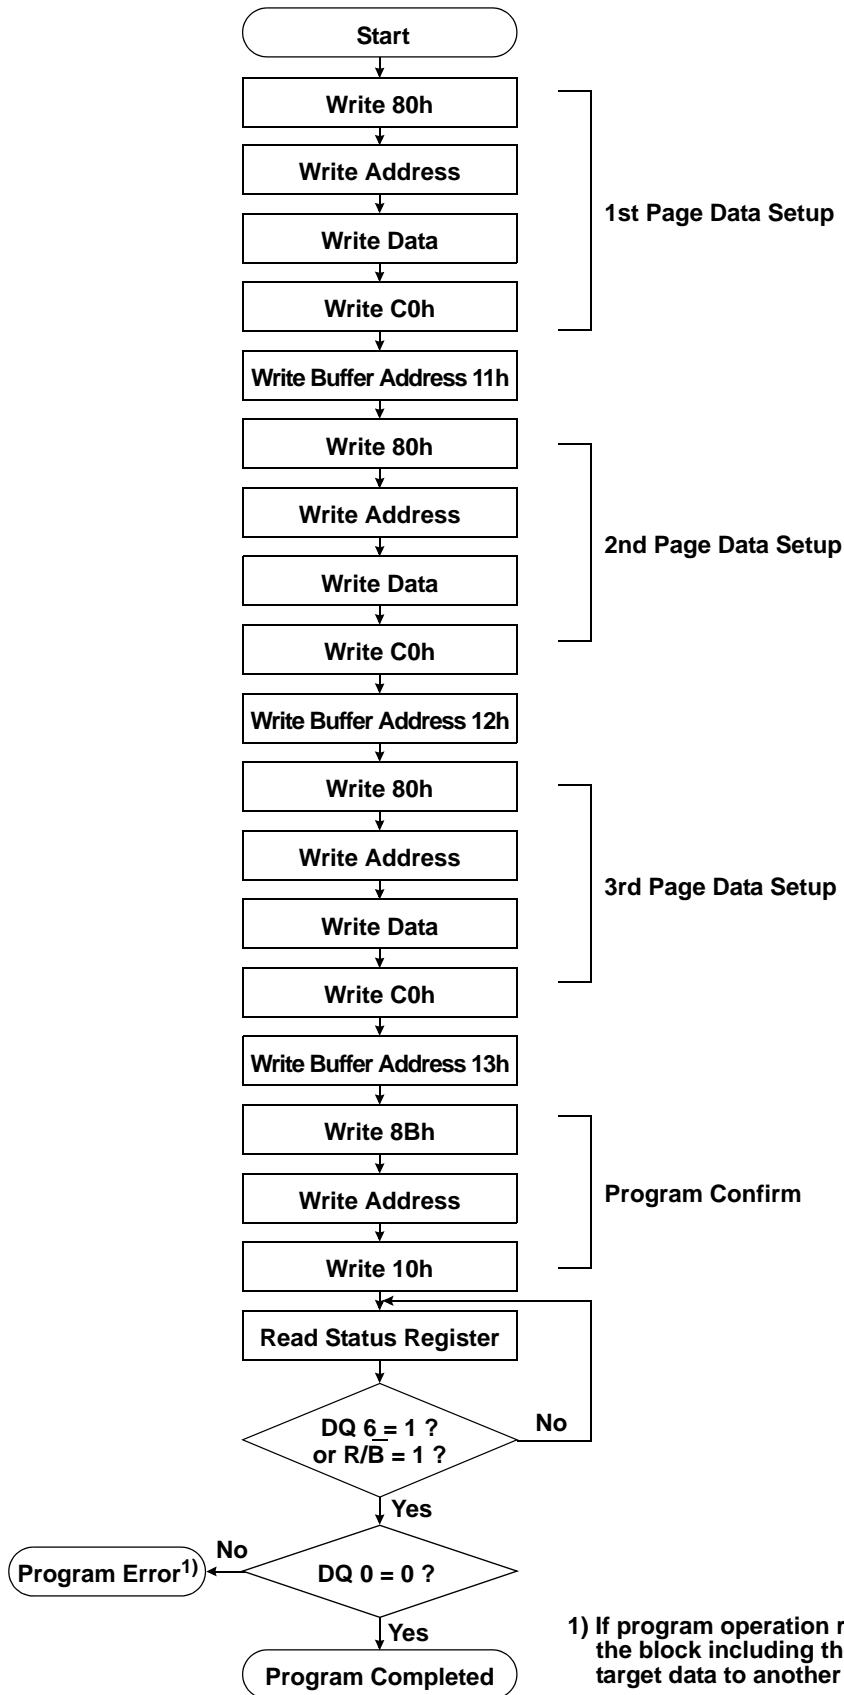 Start
Write 80h
Write Address
Write Data
Write C0h
1st Page Data Setup
Write Buffer Address 11h
Write 80h
Write Address
Write Data
Write C0h
2nd Page Data Setup
Write Buffer Address 12h
Write 80h
Write Address
Write Data
Write C0h
3rd Page Data Setup
Write Buffer Address 13h
Write 8Bh
Write Address
Write 10h
Program Confirm
Read Status Register
DQ 6 = 1 ?
or R/B̅ = 1 ?
No
Yes
DQ 0 = 0 ?
No
Program Error1)
Yes
Program Completed
1) If program operation
the block including
target data to another